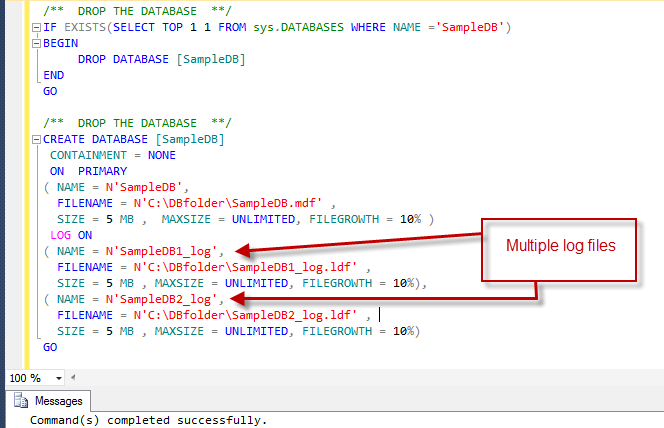 /**  DROP THE DATABASE  **/
IF EXISTS(SELECT TOP 1 1 FROM sys.DATABASES WHERE NAME ='SampleDB')
BEGIN
DROP DATABASE [SampleDB]
END
GO
/**  DROP THE DATABASE  **/
CREATE DATABASE [SampleDB]
CONTAINMENT = NONE
ON  PRIMARY
( NAME = N'SampleDB',
FILENAME = N'C:\DBfolder\SampleDB.mdf' ,
SIZE = 5 MB ,  MAXSIZE = UNLIMITED, FILEGROWTH = 10% )
LOG ON
( NAME = N'SampleDB1_log',
Multiple log files
FILENAME = N'C:\DBfolder\SampleDB1_log.ldf' ,
SIZE = 5 MB , MAXSIZE = UNLIMITED, FILEGROWTH = 10%),
( NAME = N'SampleDB2_log',
FILENAME = N'C:\DBfolder\SampleDB2_log.ldf' ,
SIZE = 5 MB , MAXSIZE = UNLIMITED, FILEGROWTH = 10%)
GO
100 %
Messages
Command(s) completed successfully.